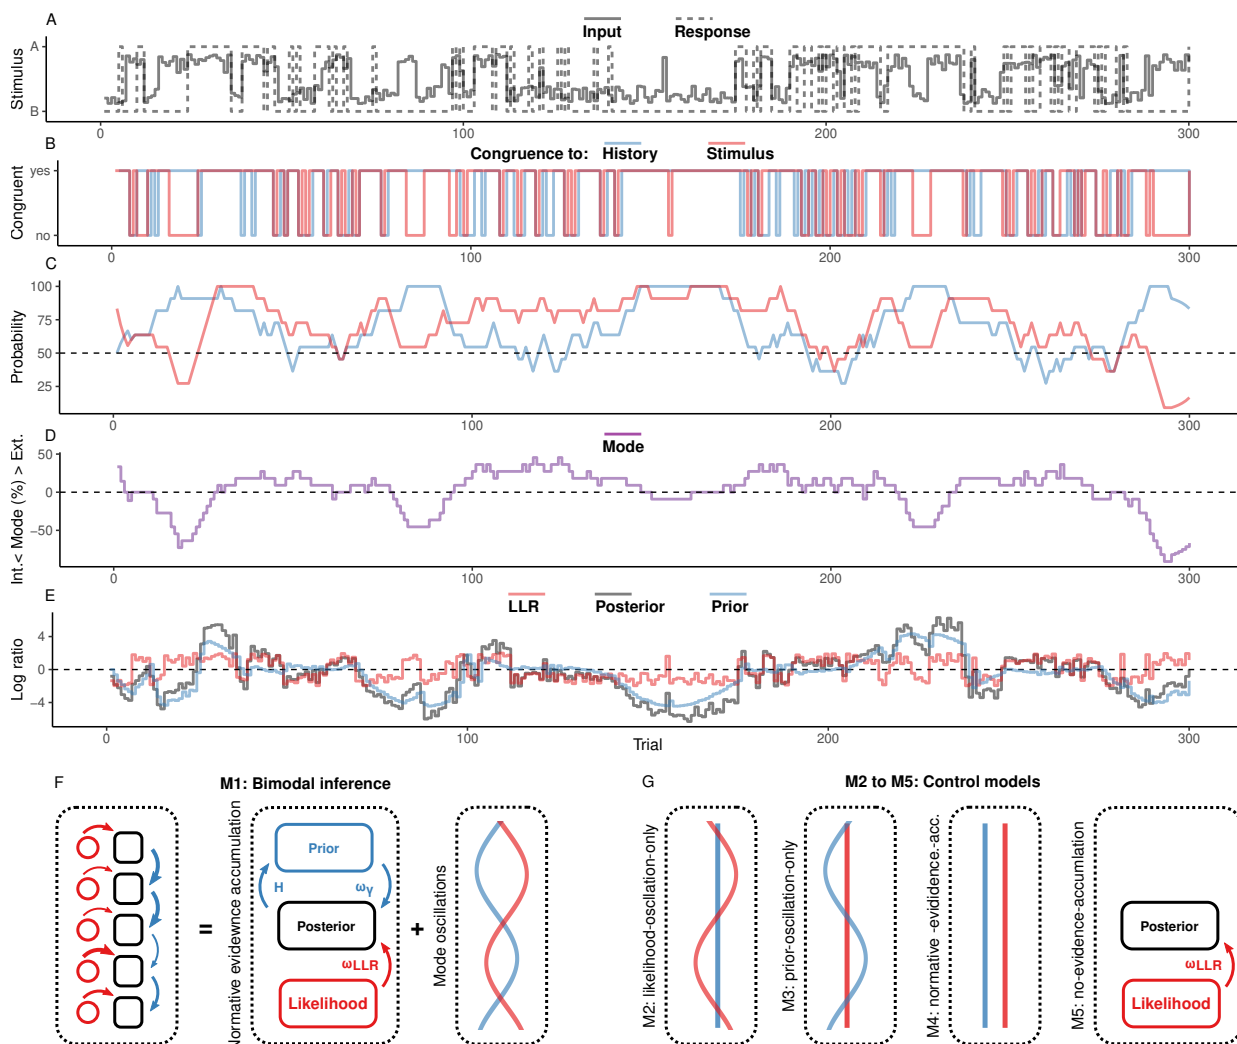 A
Input
Response
Stimulus
A
B
0
100
200
300
B
Congruence to:
History
Stimulus
Congruent
yes
no
0
100
200
300
C
Probability
100
75
50
25
0
100
200
300
D
Mode
Int.< Mode (%) > Ext.
50
0
−50
0
100
200
300
E
LLR
Posterior
Prior
Log ratio
4
0
−4
0
100
200
300
Trial
F
M1: Bimodal inference
G
M2 to M5: Control models
=
Normative evidewnce accumulation
Prior
H
ωγ
Posterior
ωLLR
Likelihood
+
Mode oscillations
M2: likelihood-oscillation-only
M3: prior-oscillation-only
M4: normative -evididence.-acc.
M5: no-evidence-accumlation
Posterior
ωLLR
Likelihood